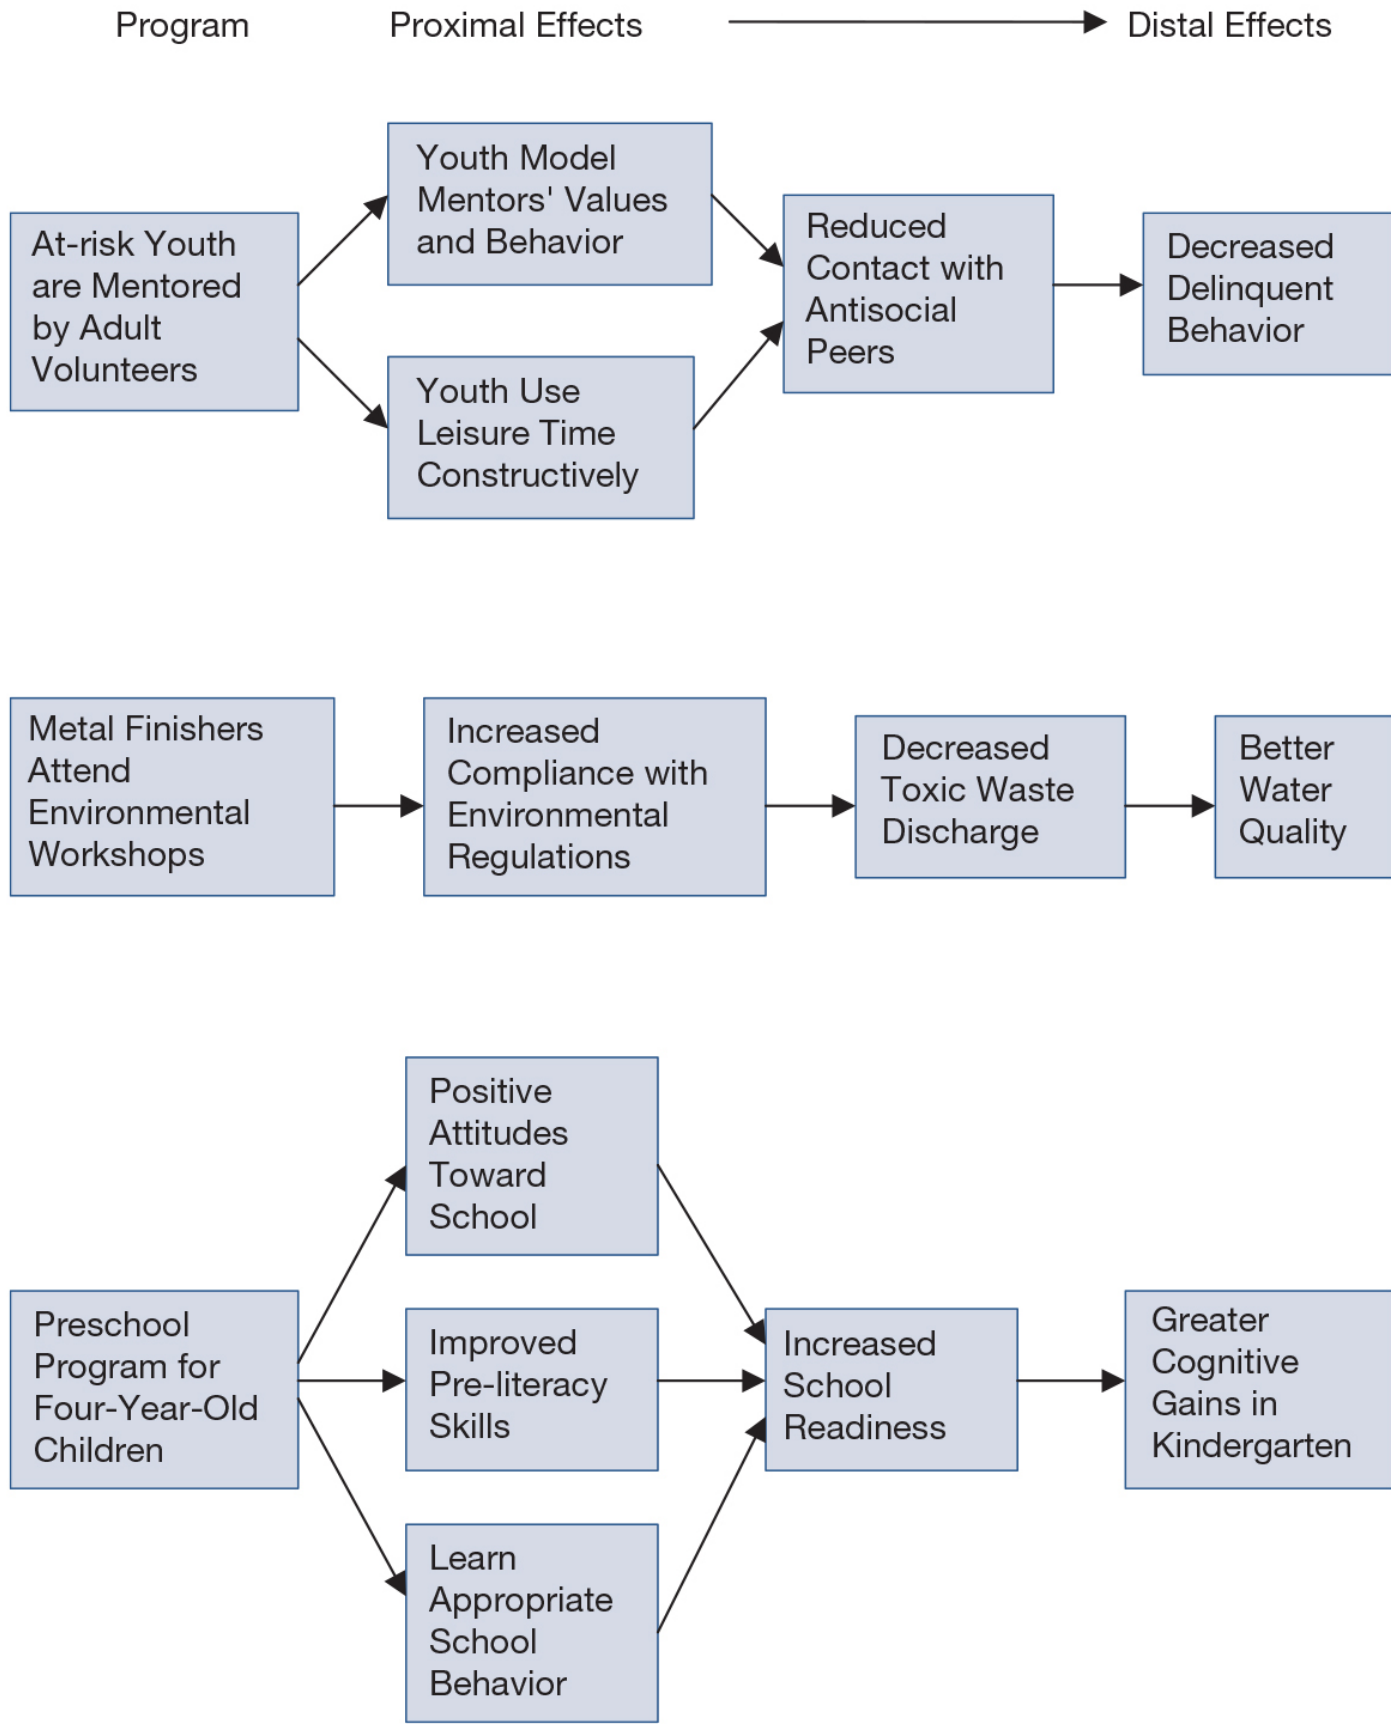 Program
Proximal Effects
Distal Effects
At-risk Youth
are Mentored
by Adult
Volunteers
Youth Model
Mentors' Values
and Behavior
Youth Use
Leisure Time
Constructively
Reduced
Contact with
Antisocial
Peers
Decreased
Delinquent
Behavior
Metal Finishers
Attend
Environmental
Workshops
Increased
Compliance with
Environmental
Regulations
Decreased
Toxic Waste
Discharge
Better
Water
Quality
Preschool
Program for
Four-Year-Old
Children
Positive
Attitudes
Toward
School
Improved
Pre-literacy
Skills
Learn
Appropriate
School
Behavior
Increased
School
Readiness
Greater
Cognitive
Gains in
Kindergarten